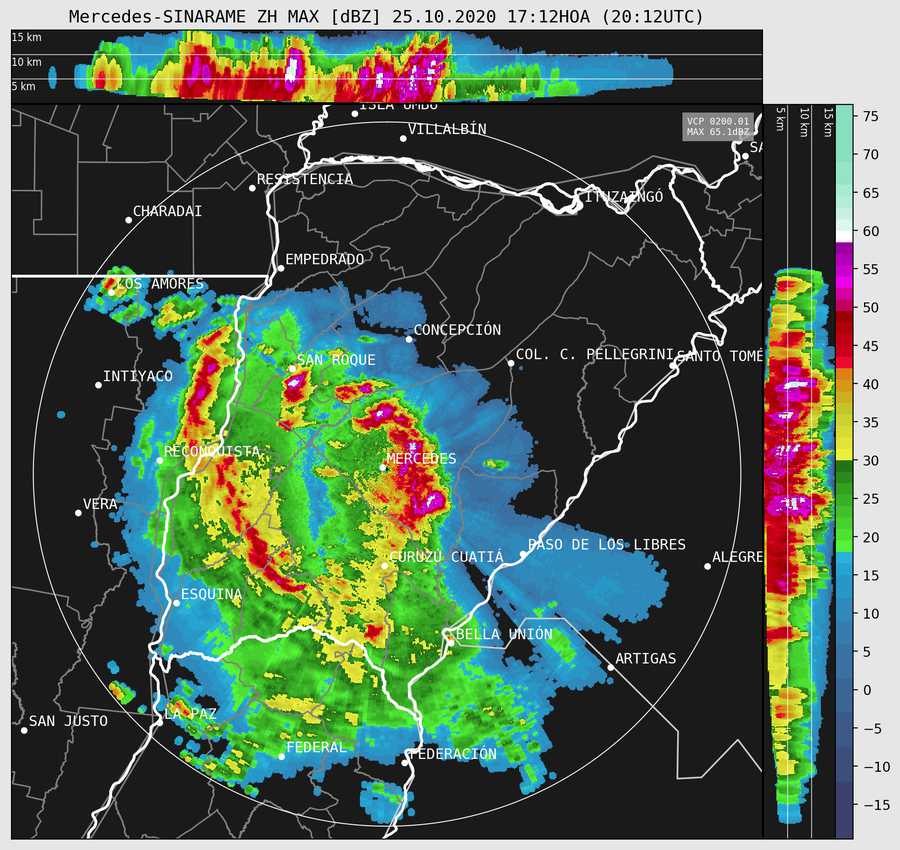 Mercedes-SINARAME ZH MAX [dBZ] 25.10.2020 17:12HOA (20:12UTC)
15 km
10 km
5 km
5 km
10 km
15 km
VCP 0200.01
MAX 65.1dBZ
ISLA UMBÚ
VILLALBÍN
SA
RESISTENCIA
ITUZAINGÓ
CHARADAI
EMPEDRADO
LOS AMORES
CONCEPCIÓN
SAN ROQUE
COL. C. PELLEGRINI
SANTO TOMÉ
INTIYACO
RECONQUISTA
MERCEDES
VERA
CURUZÚ CUATIÁ
PASO DE LOS LIBRES
ALEGRE
ESQUINA
BELLA UNIÓN
ARTIGAS
SAN JUSTO
LA PAZ
FEDERAL
FEDERACIÓN
75
70
65
60
55
50
45
40
35
30
25
20
15
10
5
0
−5
−10
−15